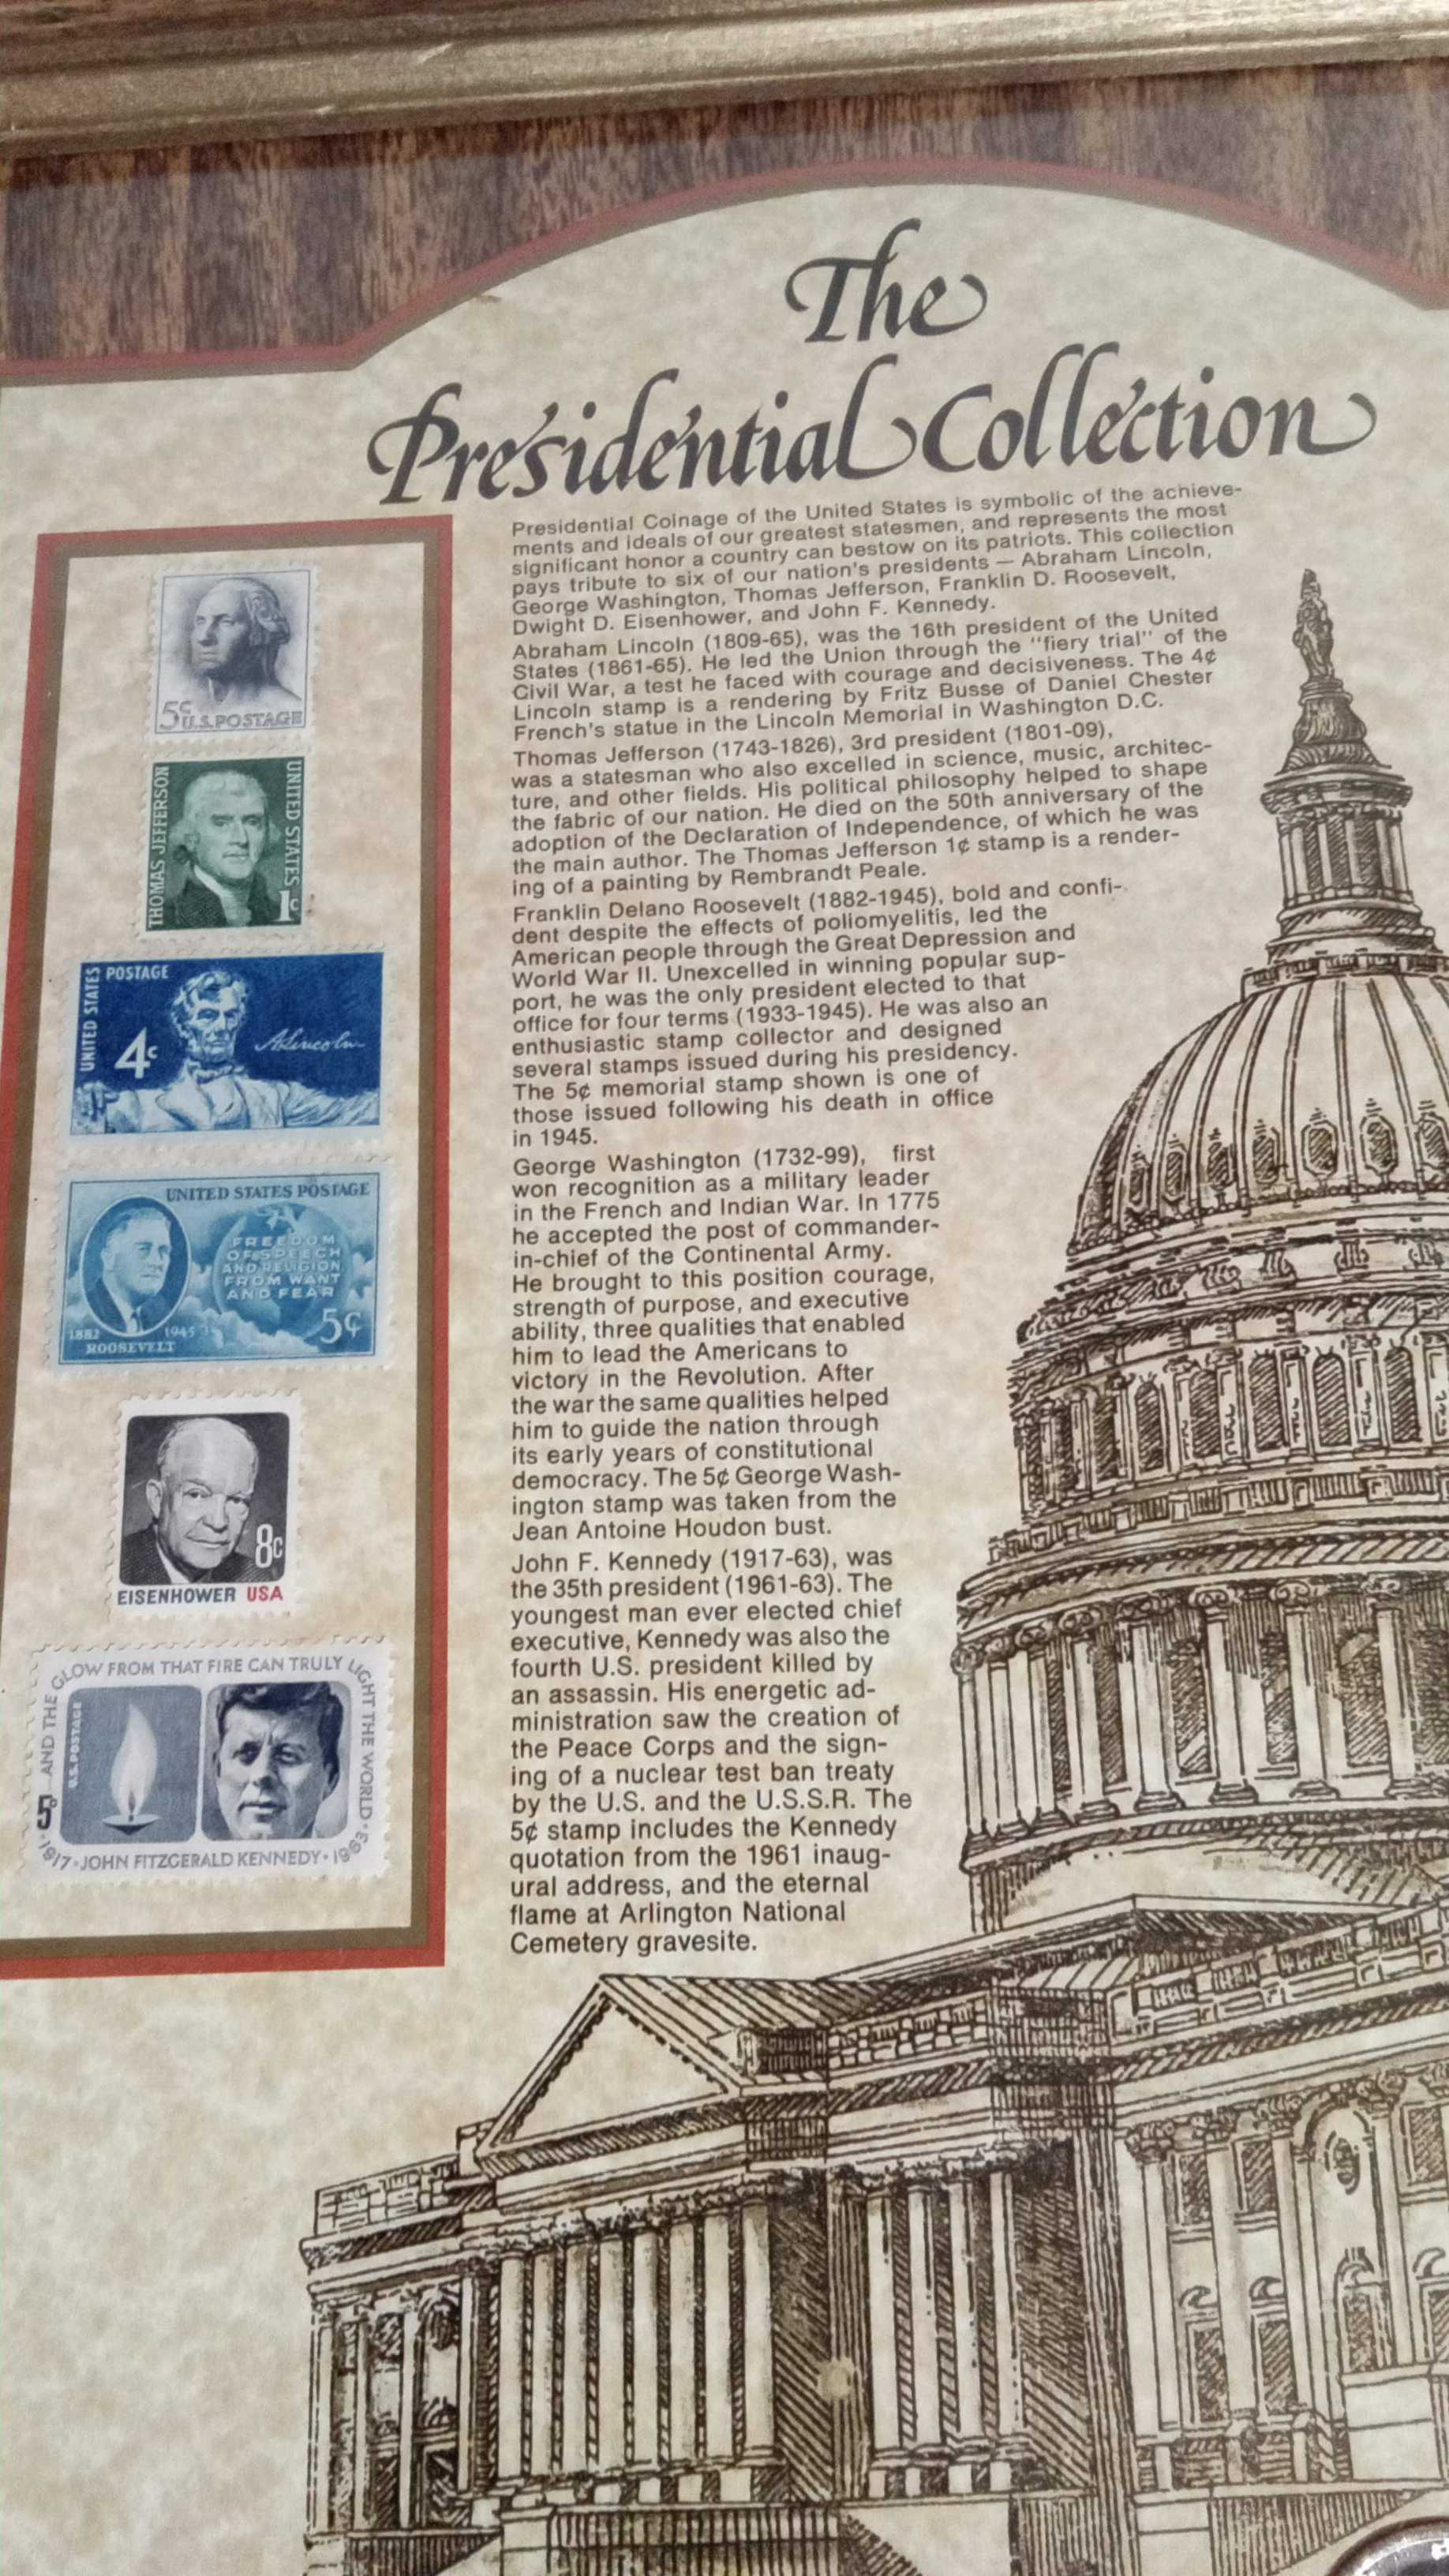 The
Presidential Collection
Presidential Coinage of the United States is symbolic of the achieve-
ments and ideals of our greatest statesmen, and represents the most
significant honor a country can bestow on its patriots. This collection
pays tribute to six of our nation's presidents — Abraham Lincoln,
George Washington, Thomas Jefferson, Franklin D. Roosevelt,
Dwight D. Eisenhower, and John F. Kennedy.
Abraham Lincoln (1809-65), was the 16th president of the United
States (1861-65). He led the Union through the "fiery trial" of the
Civil War, a test he faced with courage and decisiveness. The 4¢
Lincoln stamp is a rendering by Fritz Busse of Daniel Chester
French's statue in the Lincoln Memorial in Washington D.C.
Thomas Jefferson (1743-1826), 3rd president (1801-09),
was a statesman who also excelled in science, music, architec-
ture, and other fields. His political philosophy helped to shape
the fabric of our nation. He died on the 50th anniversary of the
adoption of the Declaration of Independence, of which he was
the main author. The Thomas Jefferson 1¢ stamp is a render-
ing of a painting by Rembrandt Peale.
Franklin Delano Roosevelt (1882-1945), bold and confi-
dent despite the effects of poliomyelitis, led the
American people through the Great Depression and
World War II. Unexcelled in winning popular sup-
port, he was the only president elected to that
office for four terms (1933-1945). He was also an
enthusiastic stamp collector and designed
several stamps issued during his presidency.
The 5¢ memorial stamp shown is one of
those issued following his death in office
in 1945.
George Washington (1732-99), first
won recognition as a military leader
in the French and Indian War. In 1775
he accepted the post of commander-
in-chief of the Continental Army.
He brought to this position courage,
strength of purpose, and executive
ability, three qualities that enabled
him to lead the Americans to
victory in the Revolution. After
the war the same qualities helped
him to guide the nation through
its early years of constitutional
democracy. The 5¢ George Wash-
ington stamp was taken from the
Jean Antoine Houdon bust.
John F. Kennedy (1917-63), was
the 35th president (1961-63). The
youngest man ever elected chief
executive, Kennedy was also the
fourth U.S. president killed by
an assassin. His energetic ad-
ministration saw the creation of
the Peace Corps and the sign-
ing of a nuclear test ban treaty
by the U.S. and the U.S.S.R. The
5¢ stamp includes the Kennedy
quotation from the 1961 inaug-
ural address, and the eternal
flame at Arlington National
Cemetery gravesite.
5¢ U.S. POSTAGE
THOMAS JEFFERSON
UNITED STATES
1¢
UNITED STATES
POSTAGE
4¢
A. Lincoln
UNITED STATES POSTAGE
FREEDOM
OF SPEECH
AND RELIGION
FROM WANT
AND FEAR
5¢
1882 1945
ROOSEVELT
8¢
EISENHOWER USA
...AND THE GLOW FROM THAT FIRE CAN TRULY LIGHT THE WORLD
U.S. POSTAGE
5¢
1917 · JOHN FITZGERALD KENNEDY · 1963